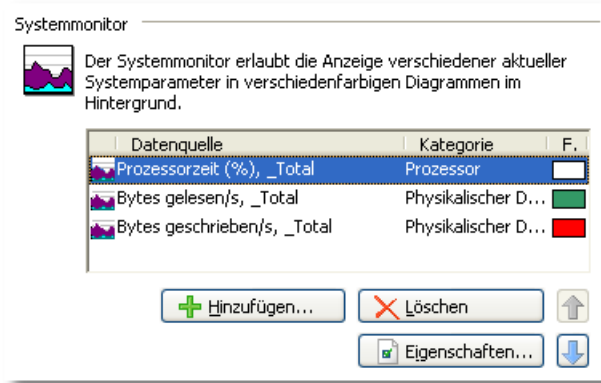 Systemmonitor
Der Systemmonitor erlaubt die Anzeige verschiedener aktueller
Systemparameter in verschiedenfarbigen Diagrammen im
Hintergrund.
Datenquelle Kategorie F.
Prozessorzeit (%), _Total Prozessor
Bytes gelesen/s, _Total Physikalischer D...
Bytes geschrieben/s, _Total Physikalischer D...
Hinzufügen... Löschen
Eigenschaften...